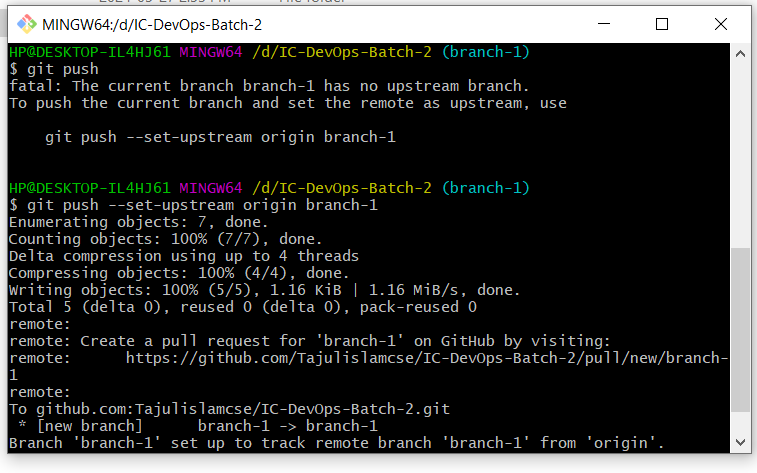 MINGW64:/d/IC-DevOps-Batch-2
HP@DESKTOP-IL4HJ61 MINGW64 /d/IC-DevOps-Batch-2 (branch-1)
$ git push
fatal: The current branch branch-1 has no upstream branch.
To push the current branch and set the remote as upstream, use
    git push --set-upstream origin branch-1
HP@DESKTOP-IL4HJ61 MINGW64 /d/IC-DevOps-Batch-2 (branch-1)
$ git push --set-upstream origin branch-1
Enumerating objects: 7, done.
Counting objects: 100% (7/7), done.
Delta compression using up to 4 threads
Compressing objects: 100% (4/4), done.
Writing objects: 100% (5/5), 1.16 KiB | 1.16 MiB/s, done.
Total 5 (delta 0), reused 0 (delta 0), pack-reused 0
remote:
remote: Create a pull request for 'branch-1' on GitHub by visiting:
remote:      https://github.com/Tajulislamcse/IC-DevOps-Batch-2/pull/new/branch-
1
remote:
To github.com:Tajulislamcse/IC-DevOps-Batch-2.git
 * [new branch]      branch-1 -> branch-1
Branch 'branch-1' set up to track remote branch 'branch-1' from 'origin'.